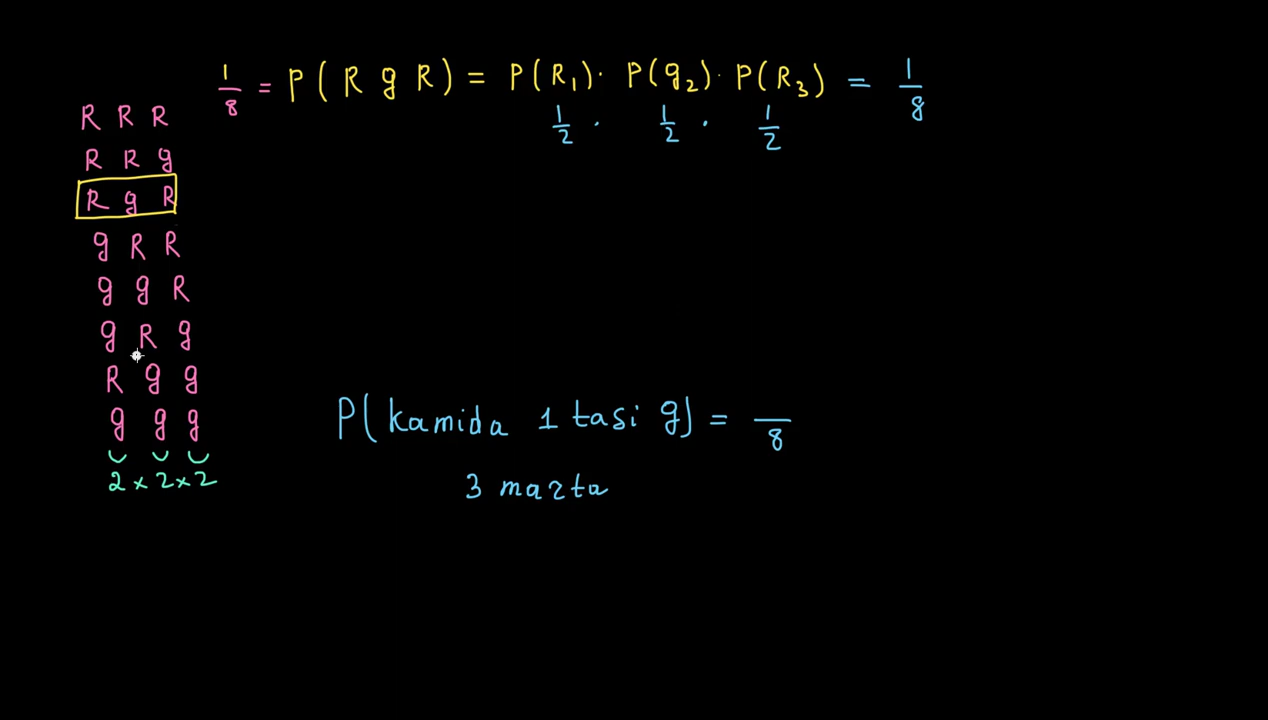 1/8 = P(R g R) = P(R₁) · P(g₂) · P(R₃) = 1/8
1/2 · 1/2 · 1/2
R R R
R R g
R g R
g R R
g g R
g R g
R g g
g g g
2 × 2 × 2
P(kamida 1 tasi g) = /8
3 marta